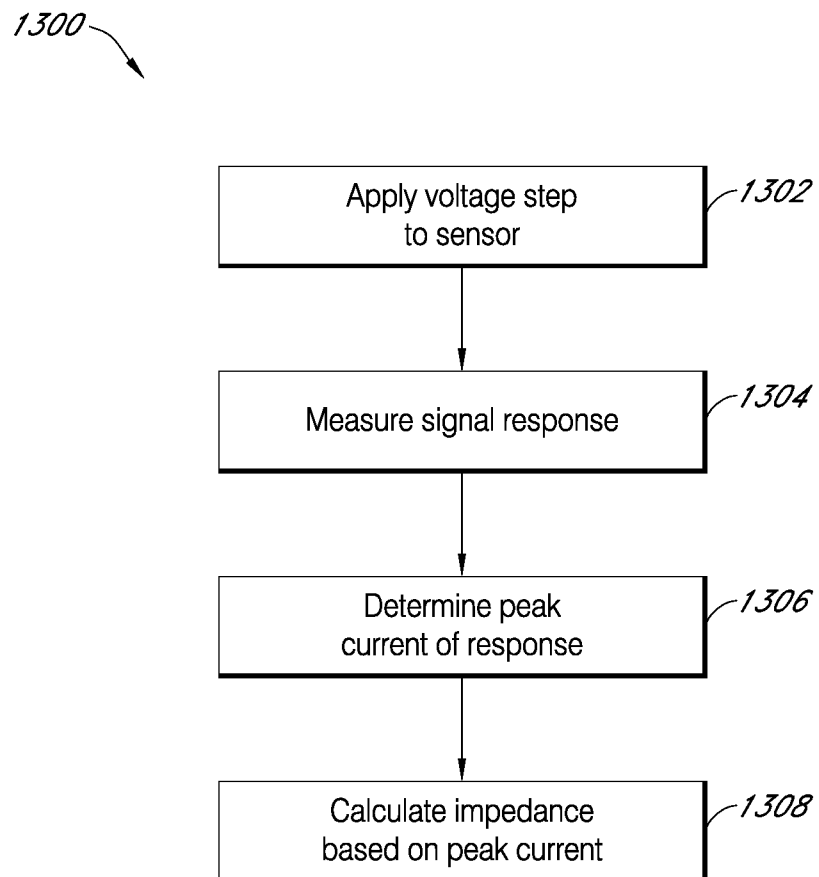 1300
Apply voltage step
to sensor
1302
Measure signal response
1304
Determine peak
current of response
1306
Calculate impedance
based on peak current
1308